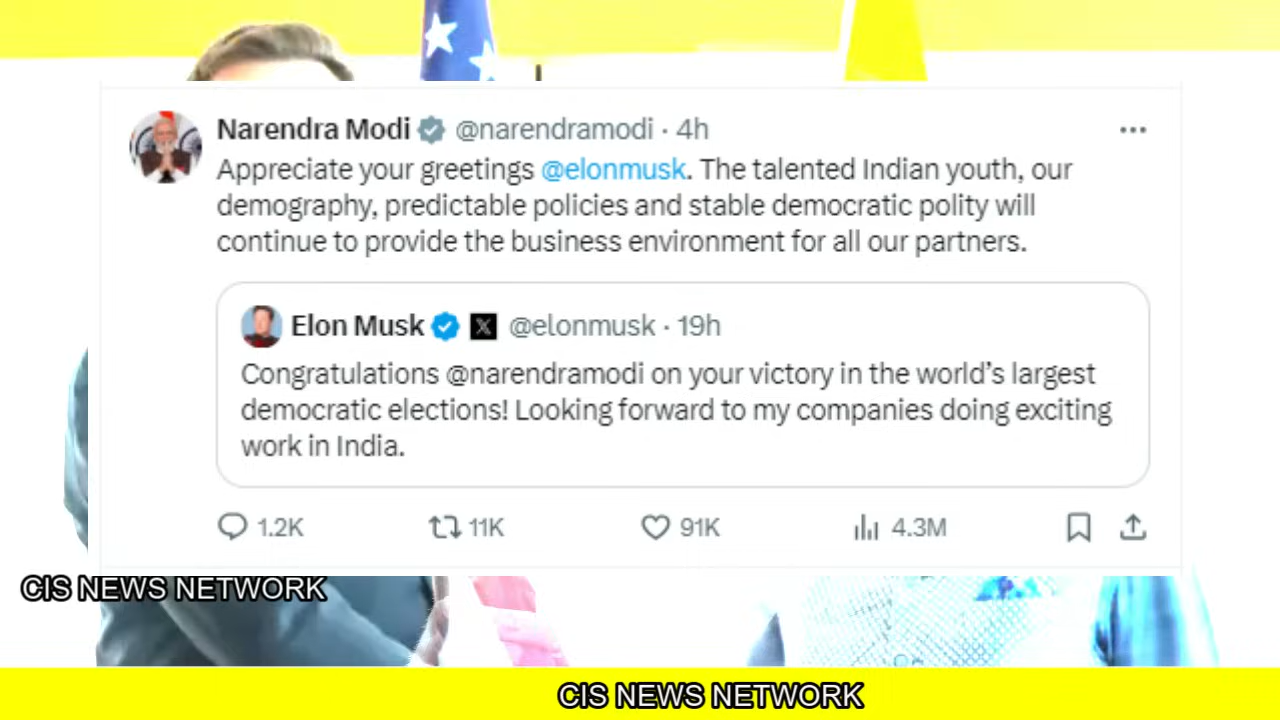 Narendra Modi @narendramodi · 4h
Appreciate your greetings @elonmusk. The talented Indian youth, our
demography, predictable policies and stable democratic polity will
continue to provide the business environment for all our partners.
Elon Musk X @elonmusk · 19h
Congratulations @narendramodi on your victory in the world’s largest
democratic elections! Looking forward to my companies doing exciting
work in India.
1.2K 11K 91K 4.3M
CIS NEWS NETWORK
CIS NEWS NETWORK